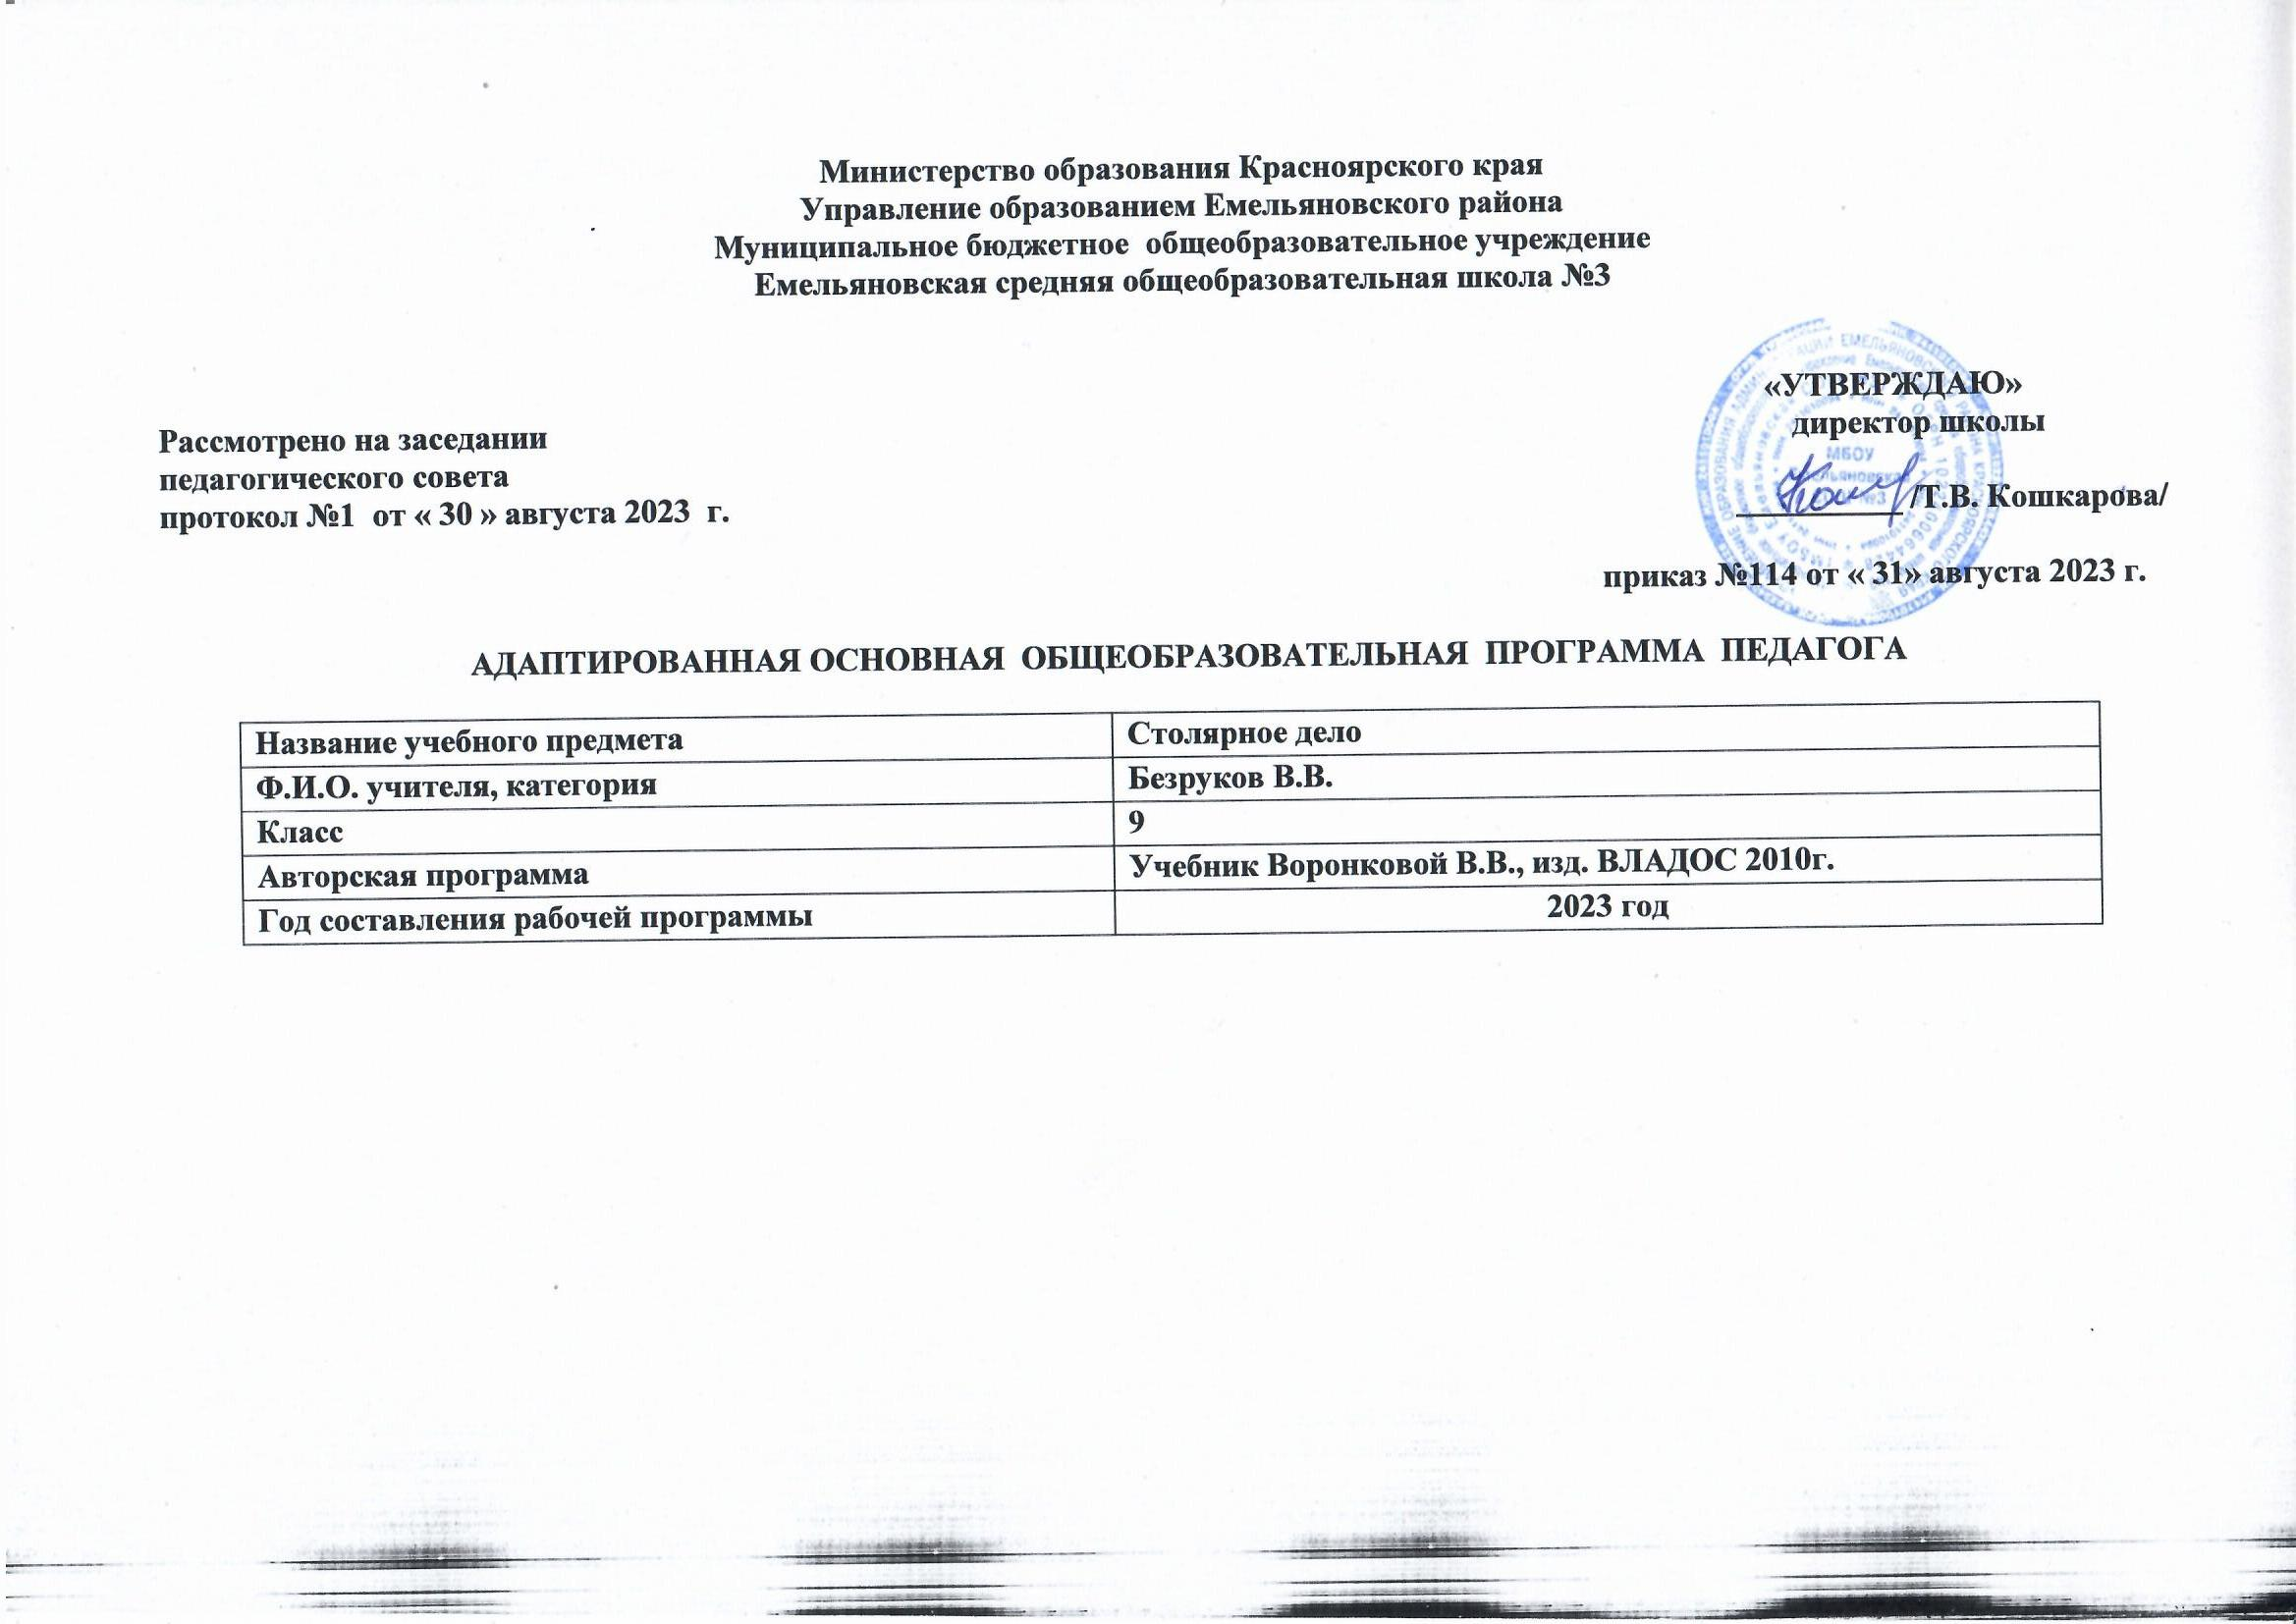 Министерство образования Красноярского края
Управление образованием Емельяновского района
Муниципальное бюджетное общеобразовательное учреждение
Емельяновская средняя общеобразовательная школа №3
Рассмотрено на заседании
педагогического совета
протокол №1 от « 30 » августа 2023 г.
«УТВЕРЖДАЮ»
директор школы
/Т.В. Кошкарова/
приказ №114 от « 31» августа 2023 г.
МБОУ
АДАПТИРОВАННАЯ ОСНОВНАЯ ОБЩЕОБРАЗОВАТЕЛЬНАЯ ПРОГРАММА ПЕДАГОГА
Название учебного предмета Столярное дело
Ф.И.О. учителя, категория Безруков В.В.
Класс 9
Авторская программа Учебник Воронковой В.В., изд. ВЛАДОС 2010г.
Год составления рабочей программы 2023 год